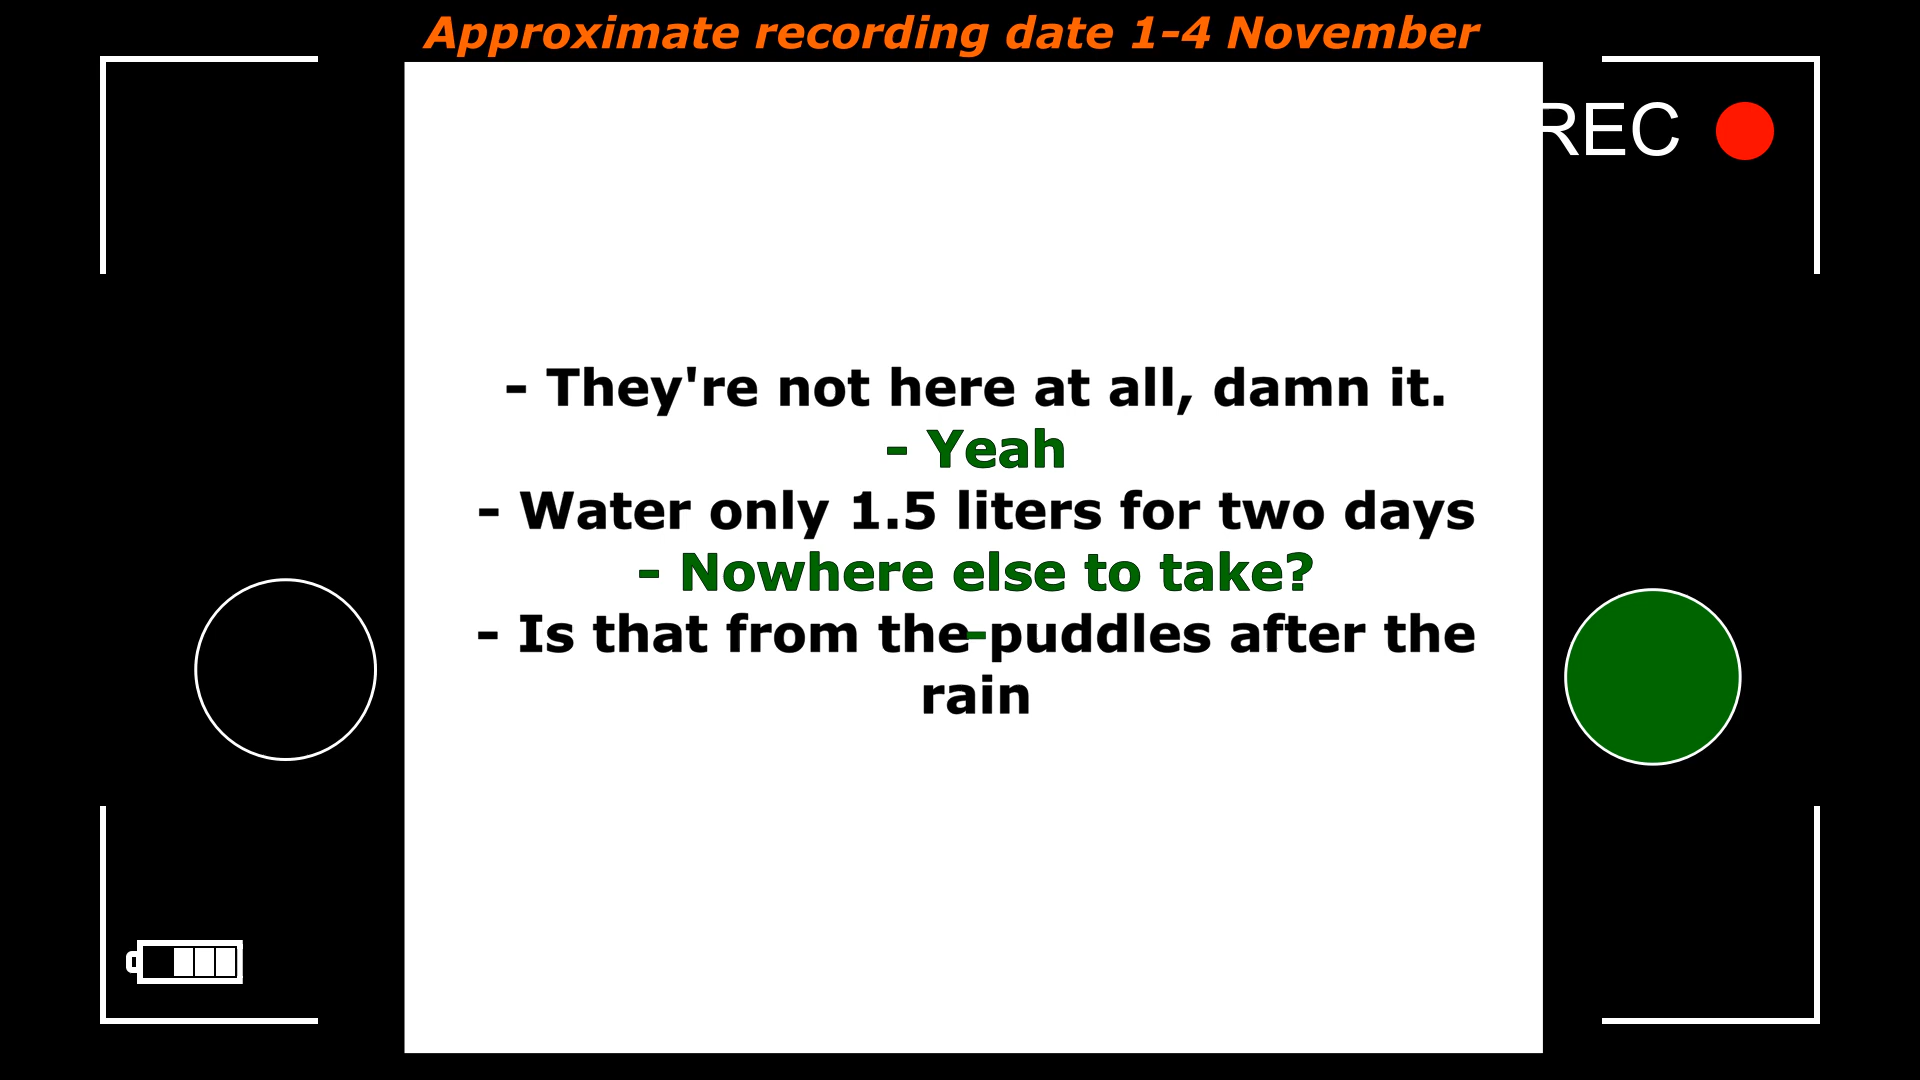 Approximate recording date 1-4 November
REC
- They're not here at all, damn it.
- Yeah
- Water only 1.5 liters for two days
- Nowhere else to take?
- Is that from the-puddles after the
rain